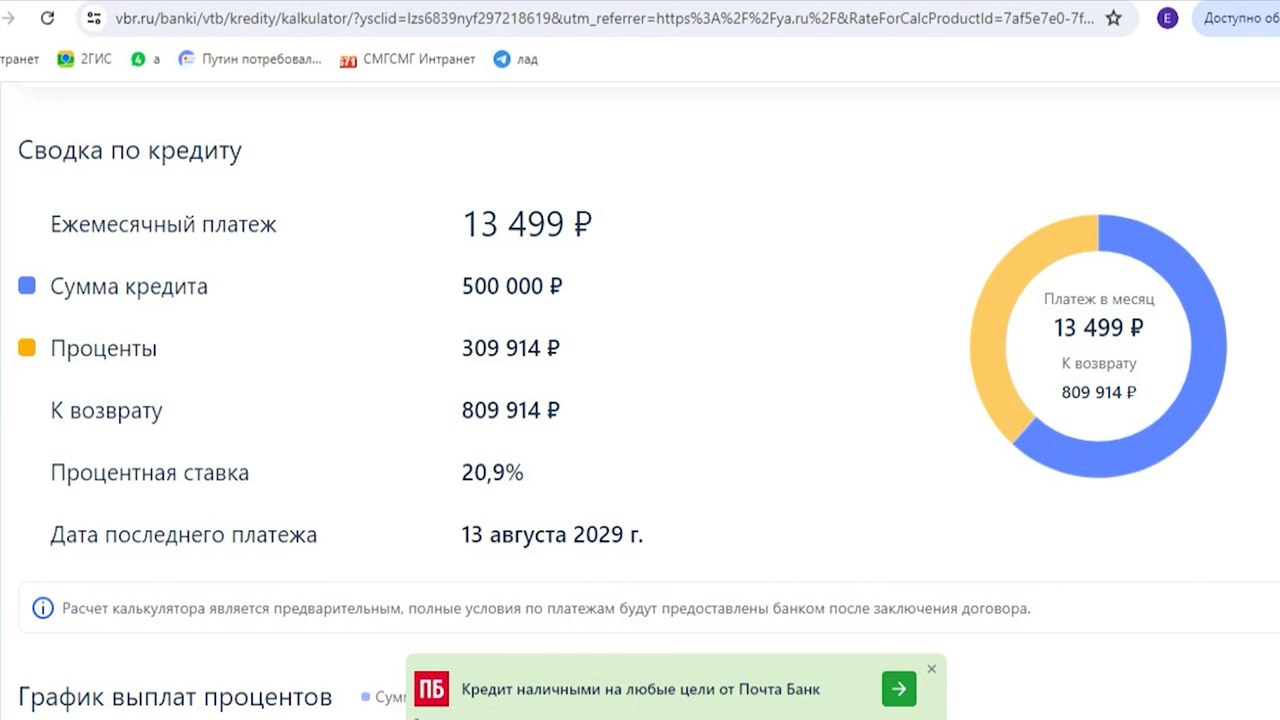 vbr.ru/banki/vtb/kredity/kalkulator/?ysclid=lzs6839nyf297218619&utm_referrer=https%3A%2F%2Fya.ru%2F&RateForCalcProductId=7af5e7e0-7f...
E
Доступно об
транет
2ГИС
4
а
Путин потребовал...
СМГСМГ Интранет
лад
Сводка по кредиту
Ежемесячный платеж 13 499 ₽
Сумма кредита 500 000 ₽
Проценты 309 914 ₽
К возврату 809 914 ₽
Процентная ставка 20,9%
Дата последнего платежа 13 августа 2029 г.
Платеж в месяц
13 499 ₽
К возврату
809 914 ₽
Расчет калькулятора является предварительным, полные условия по платежам будут предоставлены банком после заключения договора.
График выплат процентов
Сум
ПБ
Кредит наличными на любые цели от Почта Банк